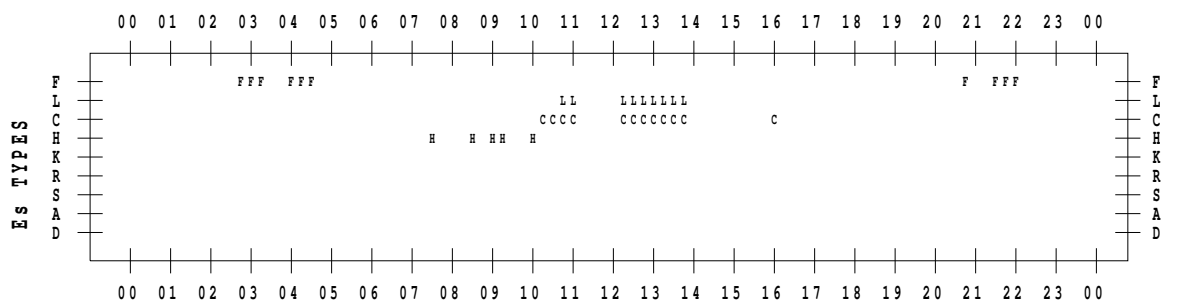 00 01 02 03 04 05 06 07 08 09 10 11 12 13 14 15 16 17 18 19 20 21 22 23 00
F FFF FFF F FFF F
L LL LLLLLLL L
C CCCC CCCCCCC C C
H H H HH H H
K K
R R
S S
A A
D D
Es TYPES
00 01 02 03 04 05 06 07 08 09 10 11 12 13 14 15 16 17 18 19 20 21 22 23 00